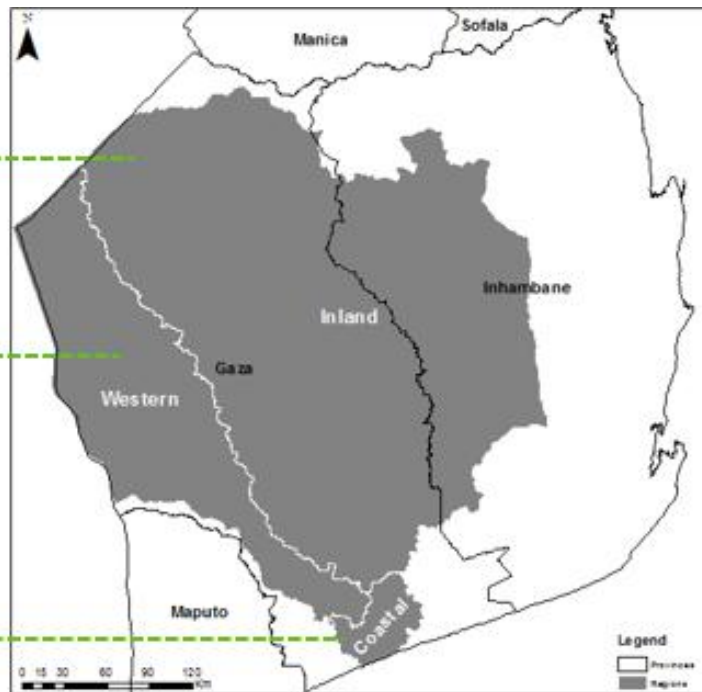 N
Manica
Sofala
Inhambane
Inland
Gaza
Western
Maputo
Coastal
Legend
Provinces
Regions
0 15 30 60 90 120
Km